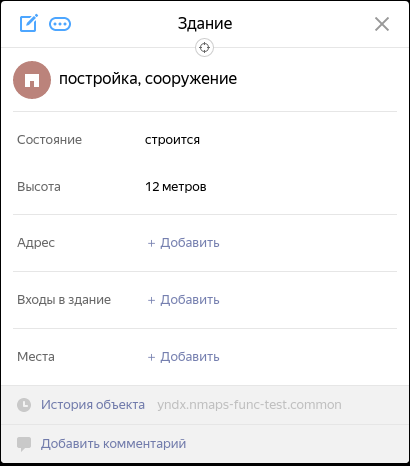 Здание
постройка, сооружение
Состояние строится
Высота 12 метров
Адрес + Добавить
Входы в здание + Добавить
Места + Добавить
История объекта yndx.nmaps-func-test.common
Добавить комментарий